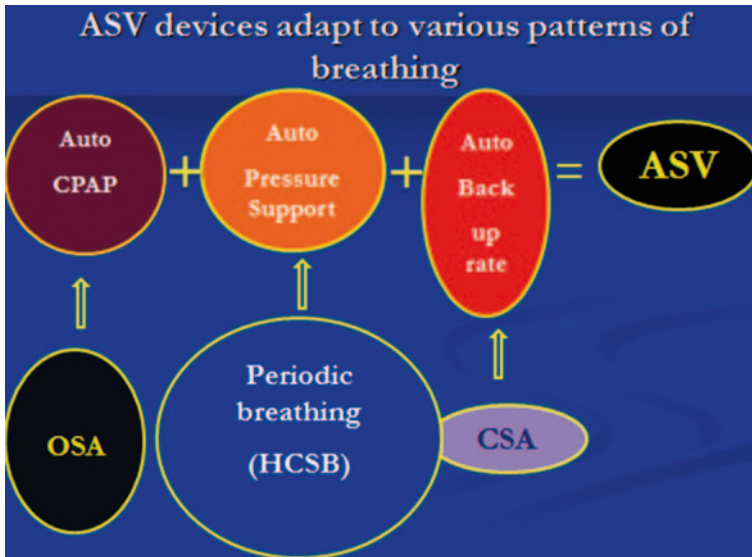 ASV devices adapt to various patterns of
breathing
Auto
CPAP
+
Auto
Pressure
Support
+
Auto
Back
up
rate
=
ASV
OSA
Periodic
breathing
(HCSB)
CSA